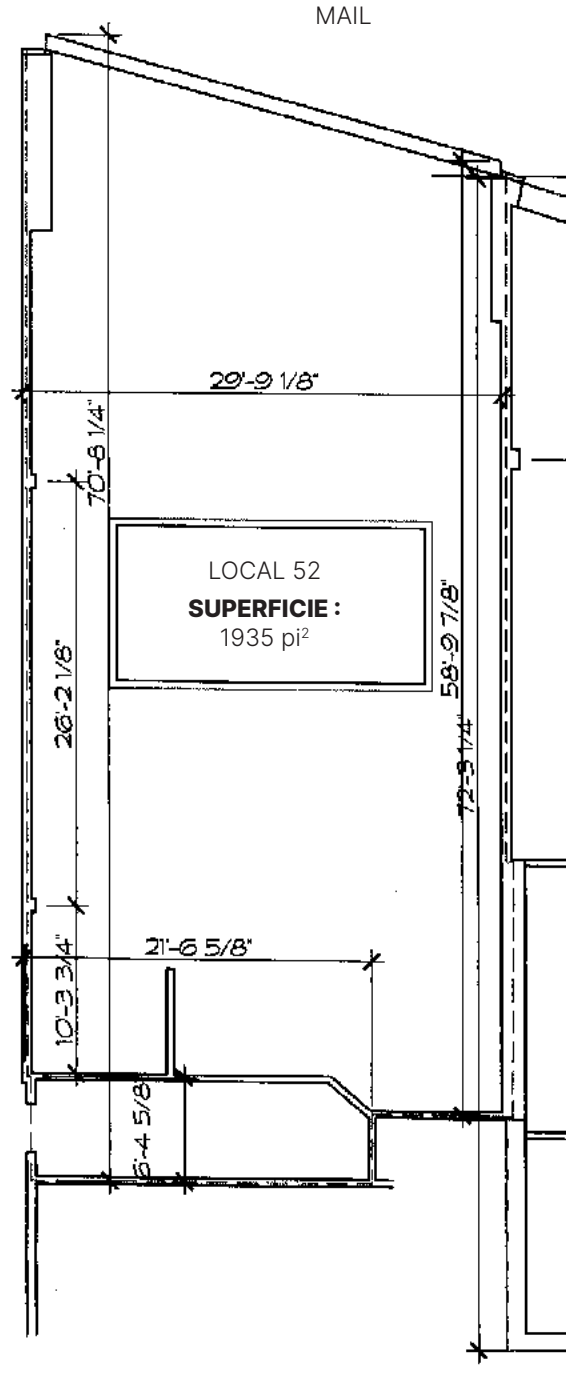 MAIL
29'-9 1/8"
70'-8 1/4"
LOCAL 52
SUPERFICIE :
1935 pi²
58'-9 7/8"
26'-2 1/8"
72-3 1/4"
21'-6 5/8"
10'-3 3/4"
6'-4 5/8"